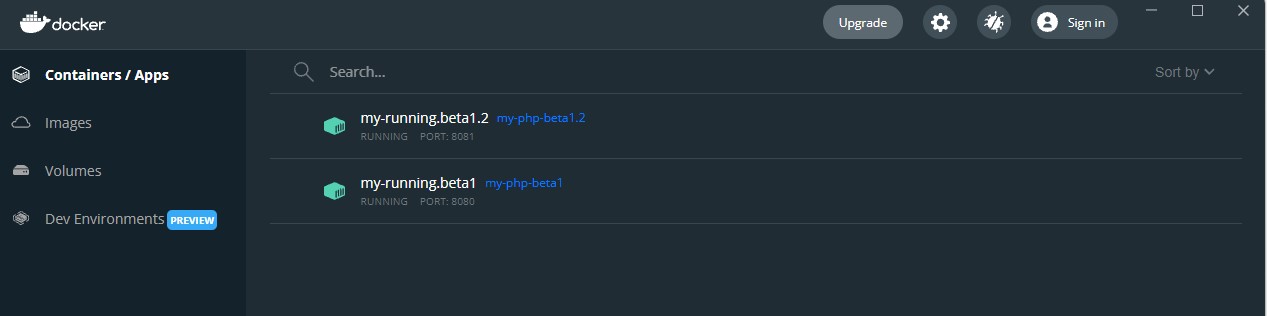 docker
Upgrade
Sign in
Containers / Apps
Images
Volumes
Dev Environments PREVIEW
Search...
Sort by
my-running.beta1.2 my-php-beta1.2
RUNNING PORT: 8081
my-running.beta1 my-php-beta1
RUNNING PORT: 8080